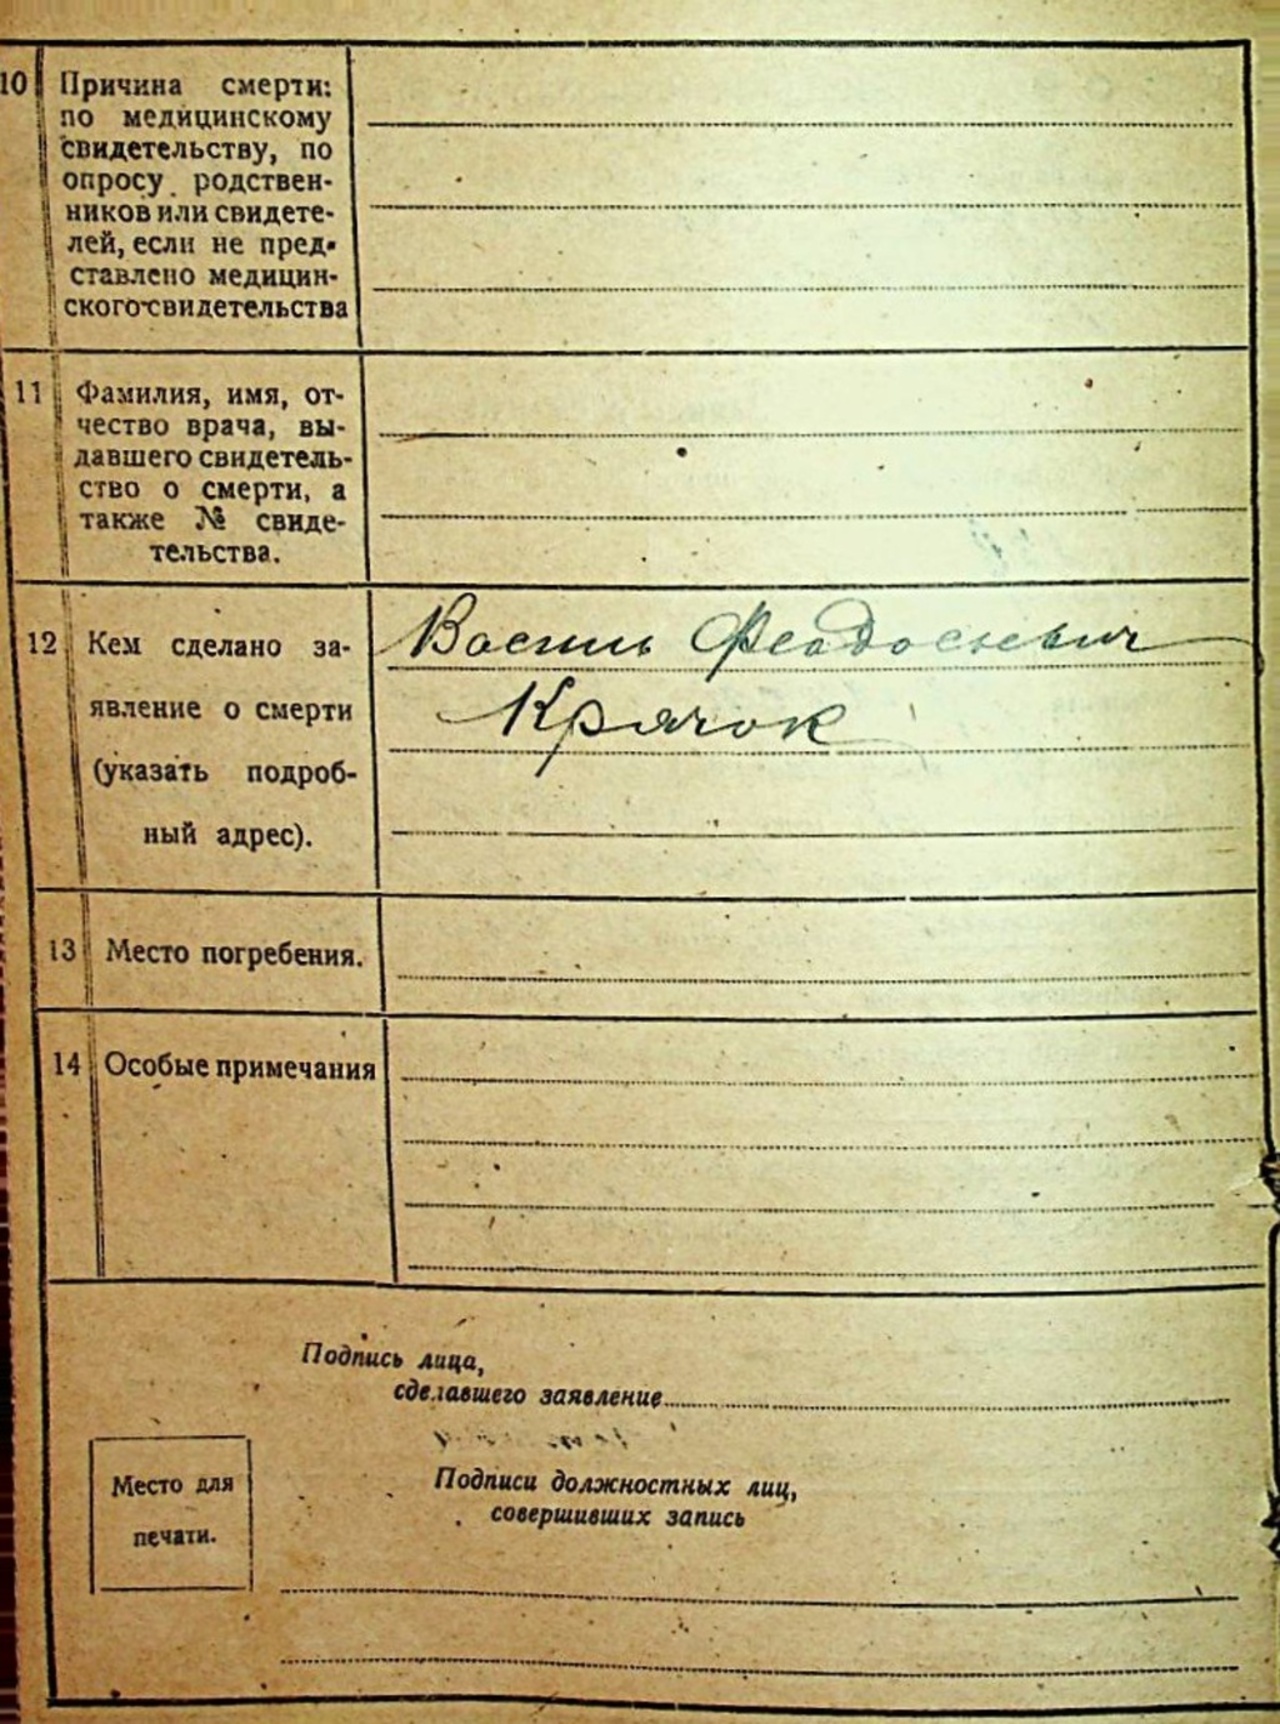 10 Причина смерти:
по медицинскому
свидетельству, по
опросу родствен-
ников или свидете-
лей, если не пред-
ставлено медицин-
ского свидетельства
11 Фамилия, имя, от-
чество врача, вы-
давшего свидетель-
ство о смерти, а
также № свиде-
тельства.
12 Кем сделано за-
явление о смерти
(указать подроб-
ный адрес).
Василь Феодосиевич
Крячок
13 Место погребения.
14 Особые примечания
Подпись лица,
сделавшего заявление
Место для
печати.
Подписи должностных лиц,
совершивших запись